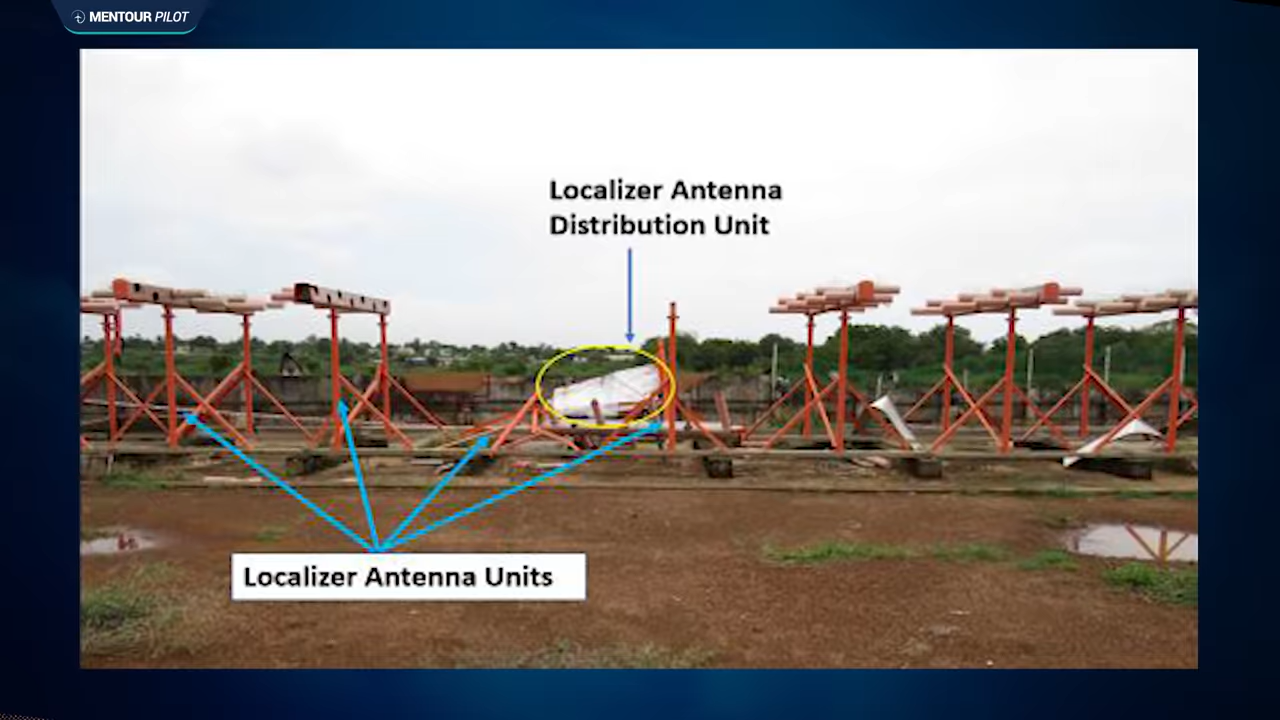 MENTOUR PILOT
Localizer Antenna
Distribution Unit
Localizer Antenna Units